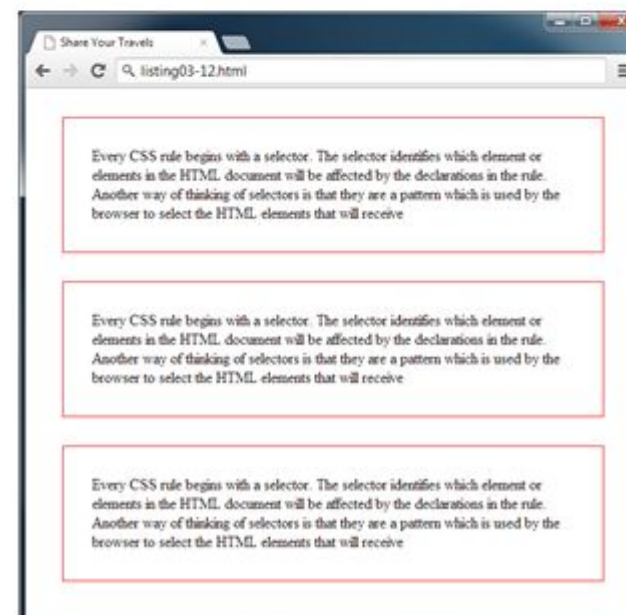 Share Your Travels
listing03-12.html
Every CSS rule begins with a selector. The selector identifies which element or
elements in the HTML document will be affected by the declarations in the rule.
Another way of thinking of selectors is that they are a pattern which is used by the
browser to select the HTML elements that will receive
Every CSS rule begins with a selector. The selector identifies which element or
elements in the HTML document will be affected by the declarations in the rule.
Another way of thinking of selectors is that they are a pattern which is used by the
browser to select the HTML elements that will receive
Every CSS rule begins with a selector. The selector identifies which element or
elements in the HTML document will be affected by the declarations in the rule.
Another way of thinking of selectors is that they are a pattern which is used by the
browser to select the HTML elements that will receive